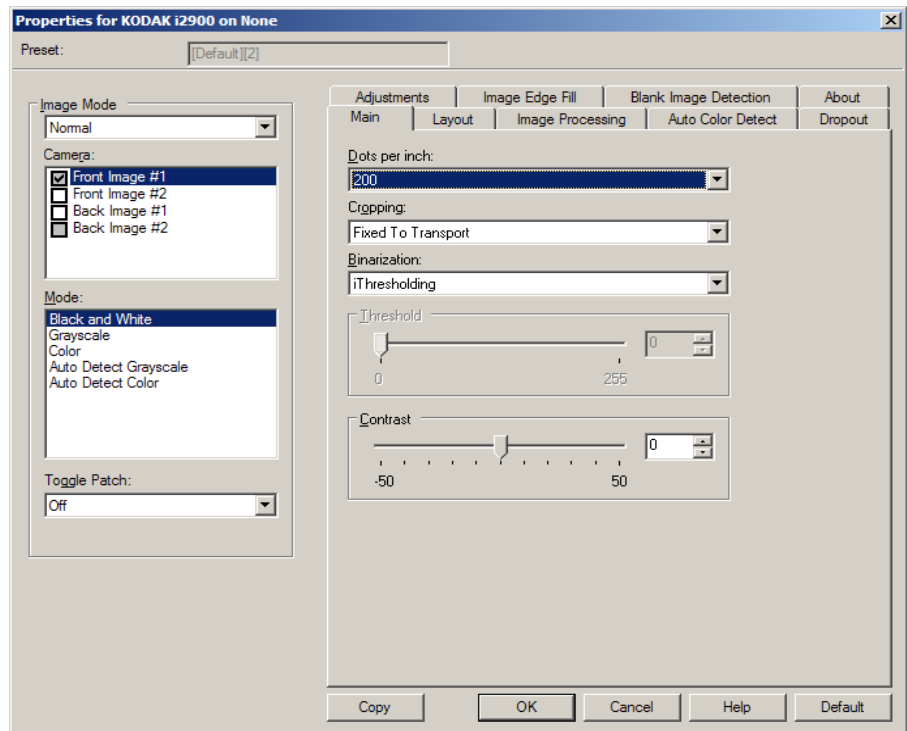 Properties for KODAK i2900 on None
Preset:
[Default][2]
Image Mode
Normal
Camera:
Front Image #1
Front Image #2
Back Image #1
Back Image #2
Mode:
Black and White
Grayscale
Color
Auto Detect Grayscale
Auto Detect Color
Toggle Patch:
Off
Adjustments Image Edge Fill Blank Image Detection About
Main Layout Image Processing Auto Color Detect Dropout
Dots per inch:
200
Cropping:
Fixed To Transport
Binarization:
iThresholding
Threshold
0
0 255
Contrast
0
-50 50
Copy OK Cancel Help Default